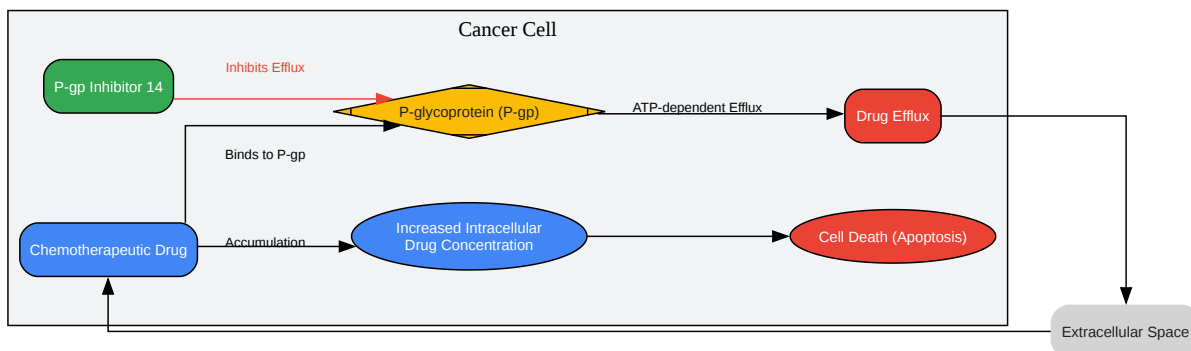 Cancer Cell
Inhibits Efflux
P-gp Inhibitor 14
P-glycoprotein (P-gp)
ATP-dependent Efflux
Drug Efflux
Binds to P-gp
Chemotherapeutic Drug
Accumulation
Increased Intracellular
Drug Concentration
Cell Death (Apoptosis)
Extracellular Space